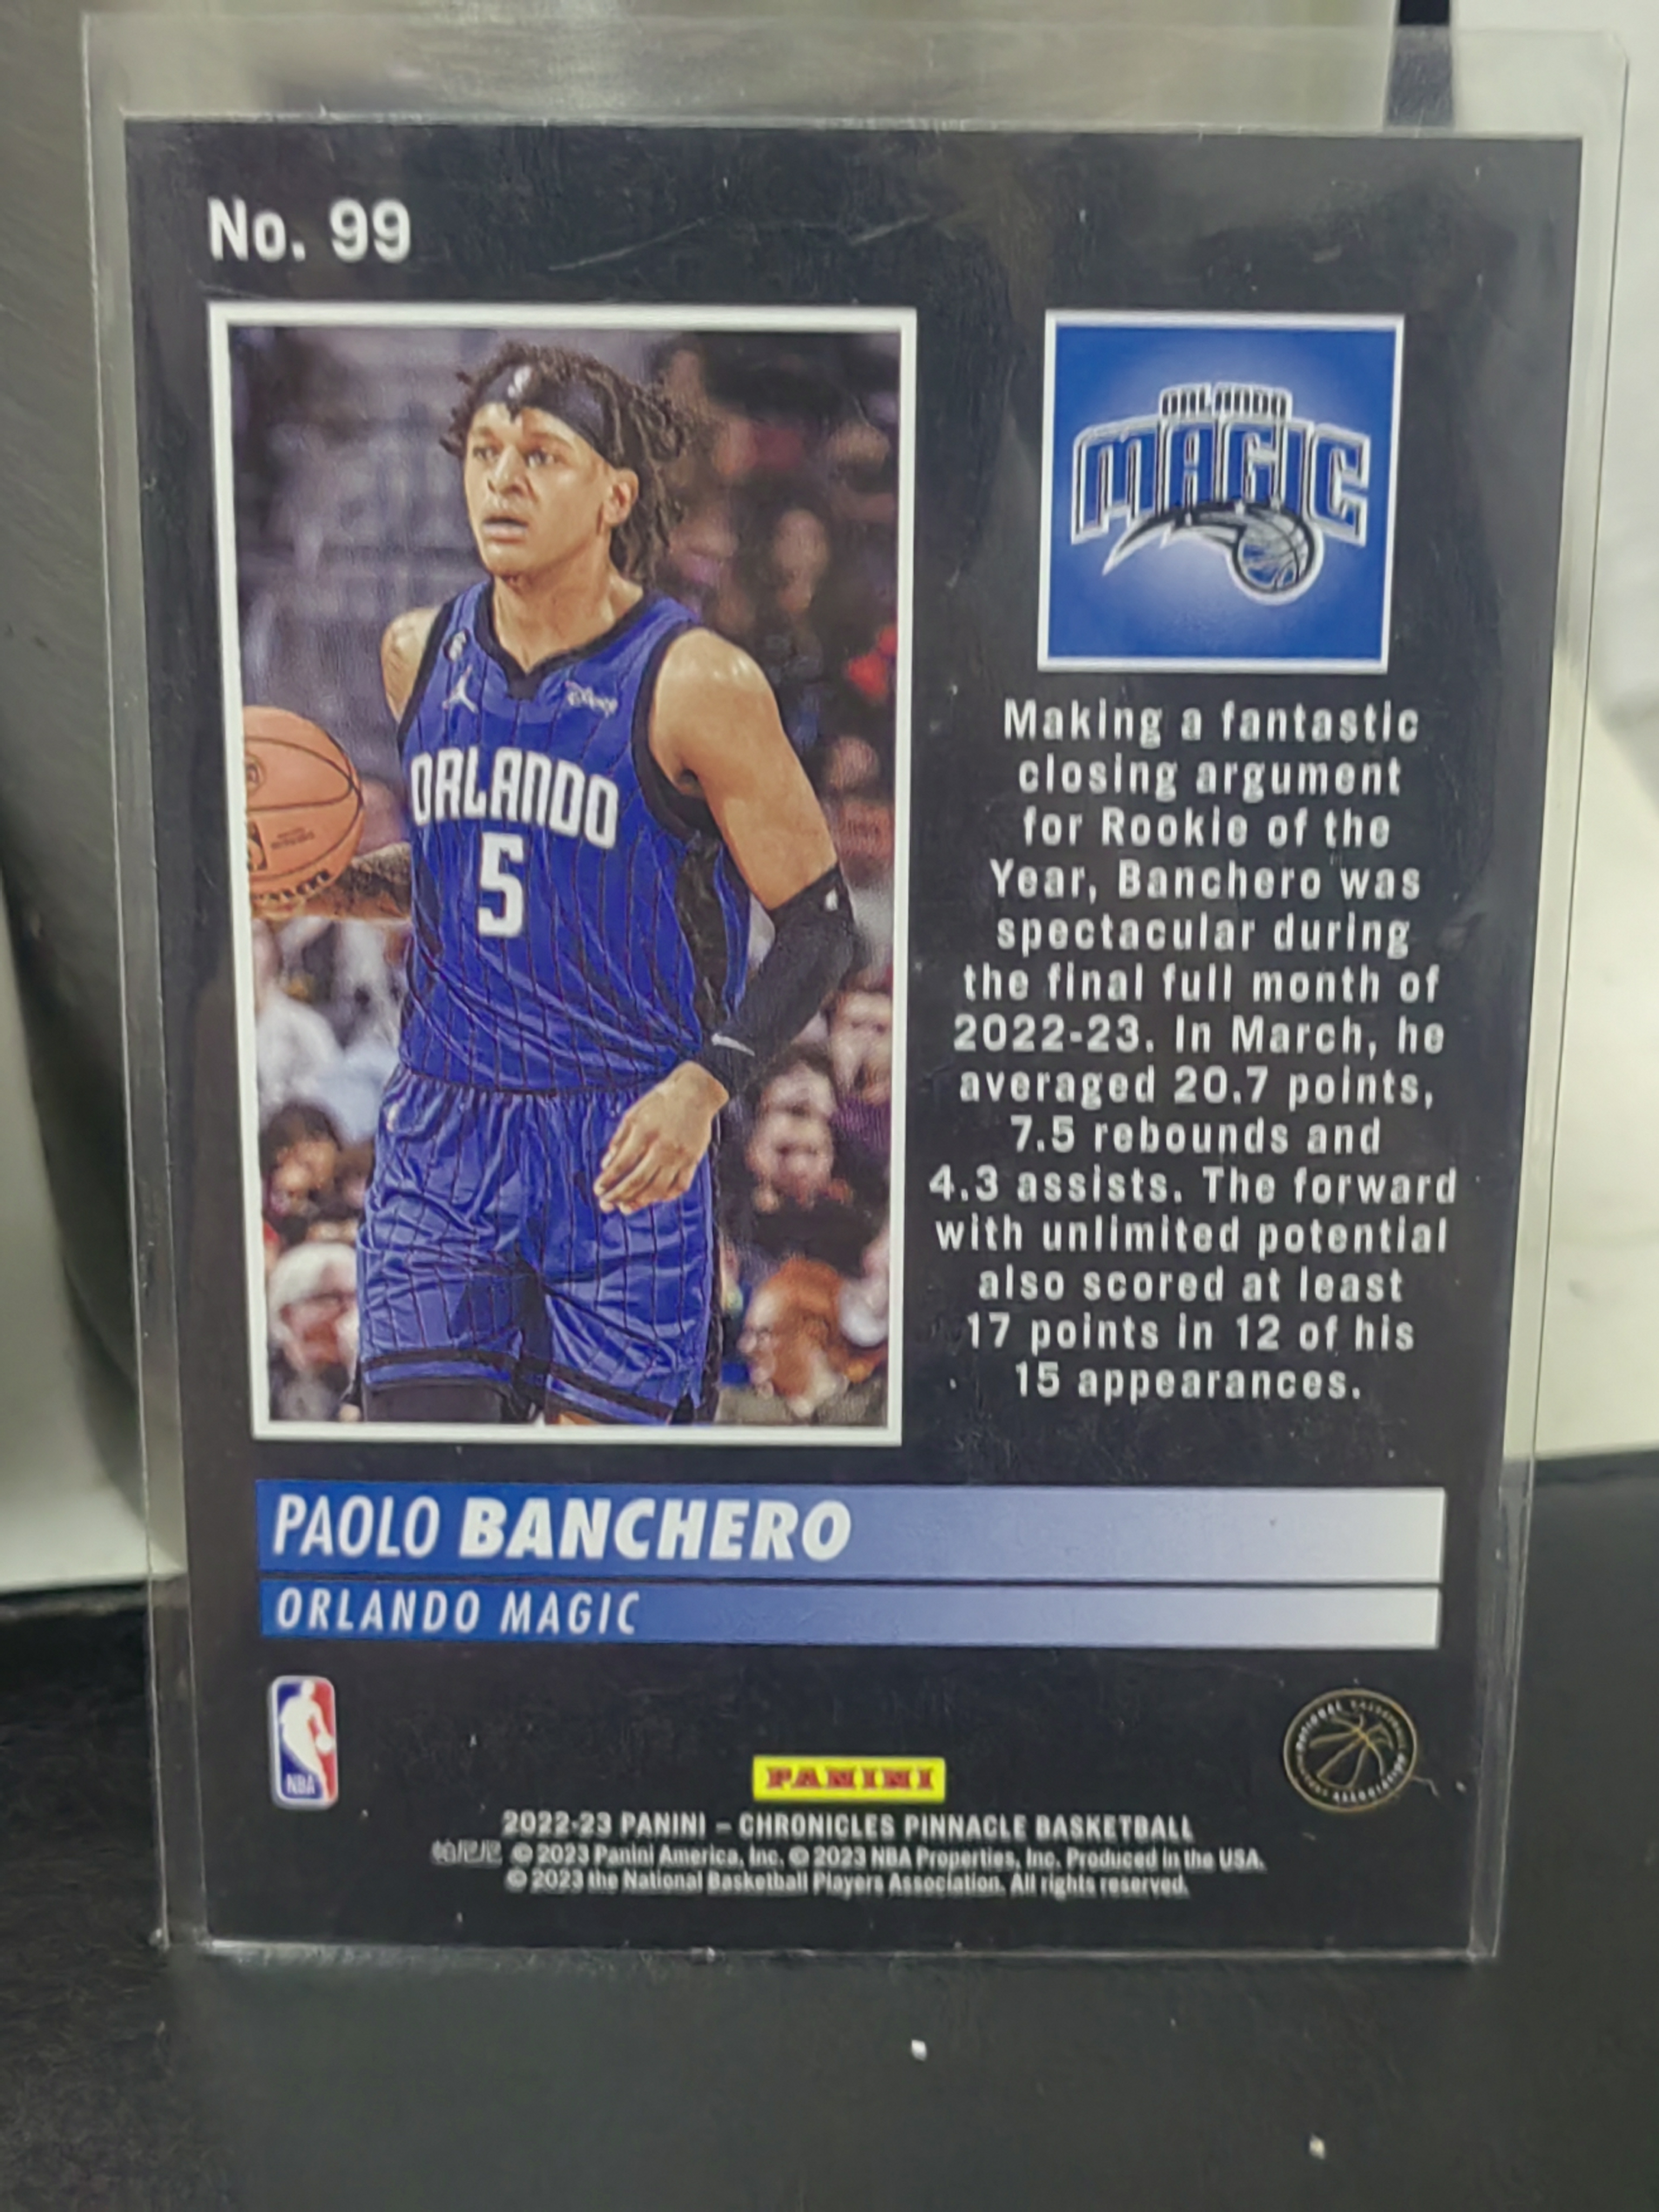 No. 99
ORLANDO
MAGIC
Disney
ORLANDO
5
Making a fantastic
closing argument
for Rookie of the
Year, Banchero was
spectacular during
the final full month of
2022-23. In March, he
averaged 20.7 points,
7.5 rebounds and
4.3 assists. The forward
with unlimited potential
also scored at least
17 points in 12 of his
15 appearances.
PAOLO BANCHERO
ORLANDO MAGIC
NBA
PANINI
2022-23 PANINI – CHRONICLES PINNACLE BASKETBALL
© 2023 Panini America, Inc. © 2023 NBA Properties, Inc. Produced in the USA.
© 2023 the National Basketball Players Association. All rights reserved.